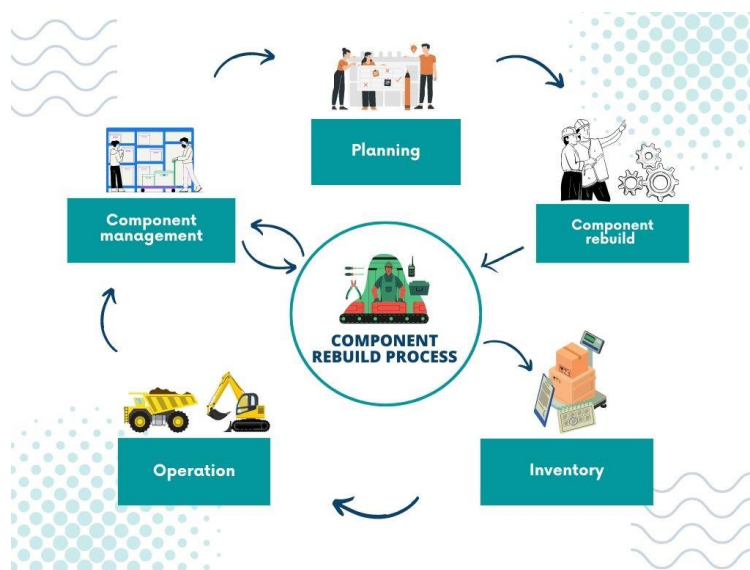 Planning
Component
management
Component
rebuild
COMPONENT
REBUILD PROCESS
Operation
Inventory